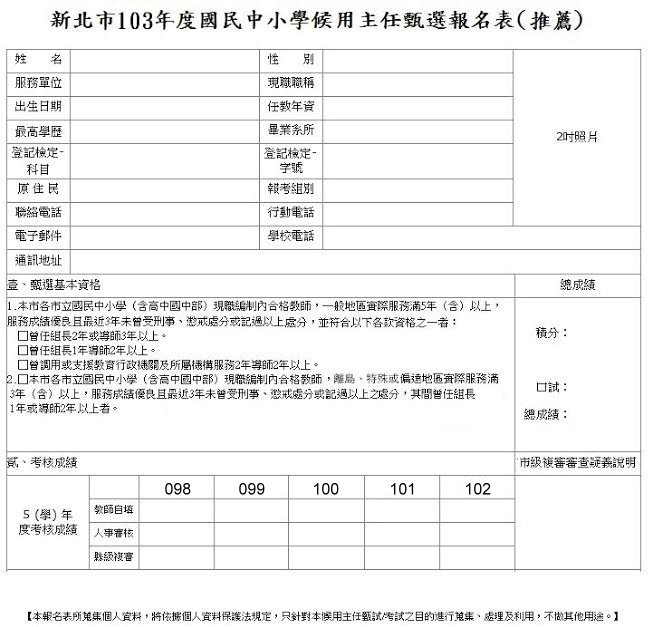 新北市103年度國民中小學候用主任甄選報名表(推薦)
姓 名
性 別
2吋照片
服務單位
現職職稱
出生日期
任教年資
最高學歷
畢業系所
登記檢定-
科目
登記檢定-
字號
原 住 民
報考組別
聯絡電話
行動電話
電子郵件
學校電話
通訊地址
壹、甄選基本資格
總成績
1.本市各市立國民中小學（含高中國中部）現職編制內合格教師，一般地區實際服務滿5年（含）以上，
服務成績優良且最近3年未曾受刑事、懲戒處分或記過以上處分，並符合以下各款資格之一者：
□曾任組長2年或導師3年以上。
□曾任組長1年導師2年以上。
□曾調用或支援教育行政機關及所屬機構服務2年導師2年以上。
2.□本市各市立國民中小學（含高中國中部）現職編制內合格教師，離島、特殊或偏遠地區實際服務滿
3年（含）以上，服務成績優良且最近3年未曾受刑事、懲戒處分或記過以上之處分，其間曾任組長
1年或導師2年以上者。
積分：
口試：
總成績：
貳、考核成績
市級複審審查疑義說明
5 (學) 年
度考核成績
098 099 100 101 102
教師自填
人事審核
縣級複審
【本報名表所蒐集個人資料，將依據個人資料保護法規定，只針對本候用主任甄試/考試之目的進行蒐集、處理及利用，不做其他用途。】